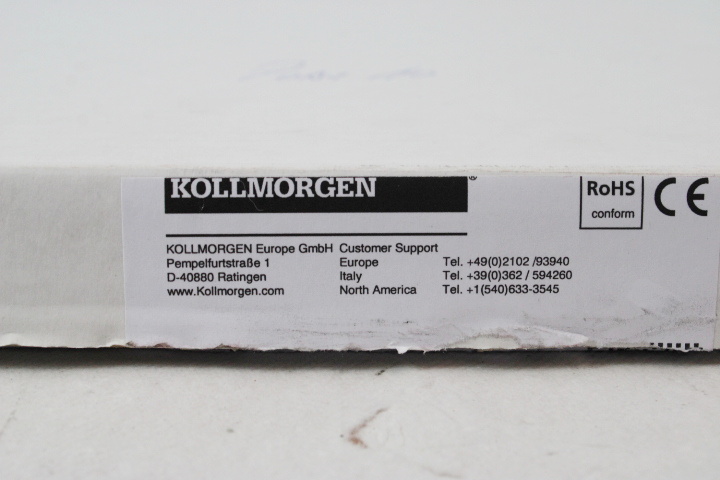 KOLLMORGEN
®
RoHS
conform
CE
KOLLMORGEN Europe GmbH Customer Support
Pempelfurtstraße 1 Europe Tel. +49(0)2102 /93940
D-40880 Ratingen Italy Tel. +39(0)362 / 594260
www.Kollmorgen.com North America Tel. +1(540)633-3545